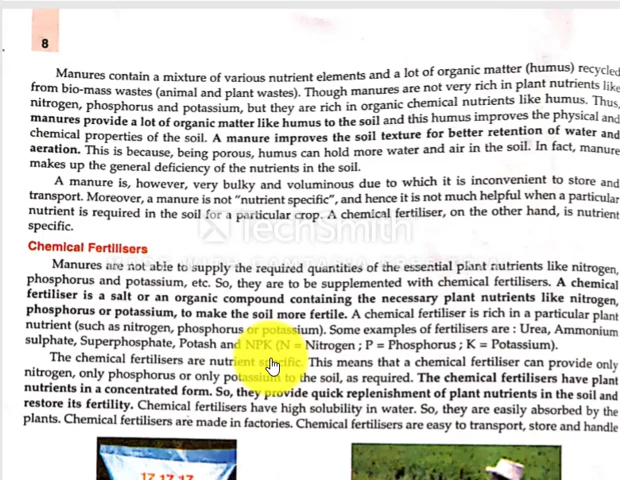 8
Manures contain a mixture of various nutrient elements and a lot of organic matter (humus) recycled
from bio-mass wastes (animal and plant wastes). Though manures are not very rich in plant nutrients like
nitrogen, phosphorus and potassium, but they are rich in organic chemical nutrients like humus. Thus,
manures provide a lot of organic matter like humus to the soil and this humus improves the physical and
chemical properties of the soil. A manure improves the soil texture for better retention of water and
aeration. This is because, being porous, humus can hold more water and air in the soil. In fact, manure
makes up the general deficiency of the nutrients in the soil.
A manure is, however, very bulky and voluminous due to which it is inconvenient to store and
transport. Moreover, a manure is not "nutrient specific", and hence it is not much helpful when a particular
nutrient is required in the soil for a particular crop. A chemical fertiliser, on the other hand, is nutrient
specific.
TechSmith
Chemical Fertilisers
Manures are not able to supply the required quantities of the essential plant nutrients like nitrogen,
phosphorus and potassium, etc. So, they are to be supplemented with chemical fertilisers. A chemical
fertiliser is a salt or an organic compound containing the necessary plant nutrients like nitrogen,
phosphorus or potassium, to make the soil more fertile. A chemical fertiliser is rich in a particular plant
nutrient (such as nitrogen, phosphorus or potassium). Some examples of fertilisers are : Urea, Ammonium
sulphate, Superphosphate, Potash and NPK (N = Nitrogen ; P = Phosphorus ; K = Potassium).
The chemical fertilisers are nutrient specific. This means that a chemical fertiliser can provide only
nitrogen, only phosphorus or only potassium to the soil, as required. The chemical fertilisers have plant
nutrients in a concentrated form. So, they provide quick replenishment of plant nutrients in the soil and
restore its fertility. Chemical fertilisers have high solubility in water. So, they are easily absorbed by the
plants. Chemical fertilisers are made in factories. Chemical fertilisers are easy to transport, store and handle
17.17.17